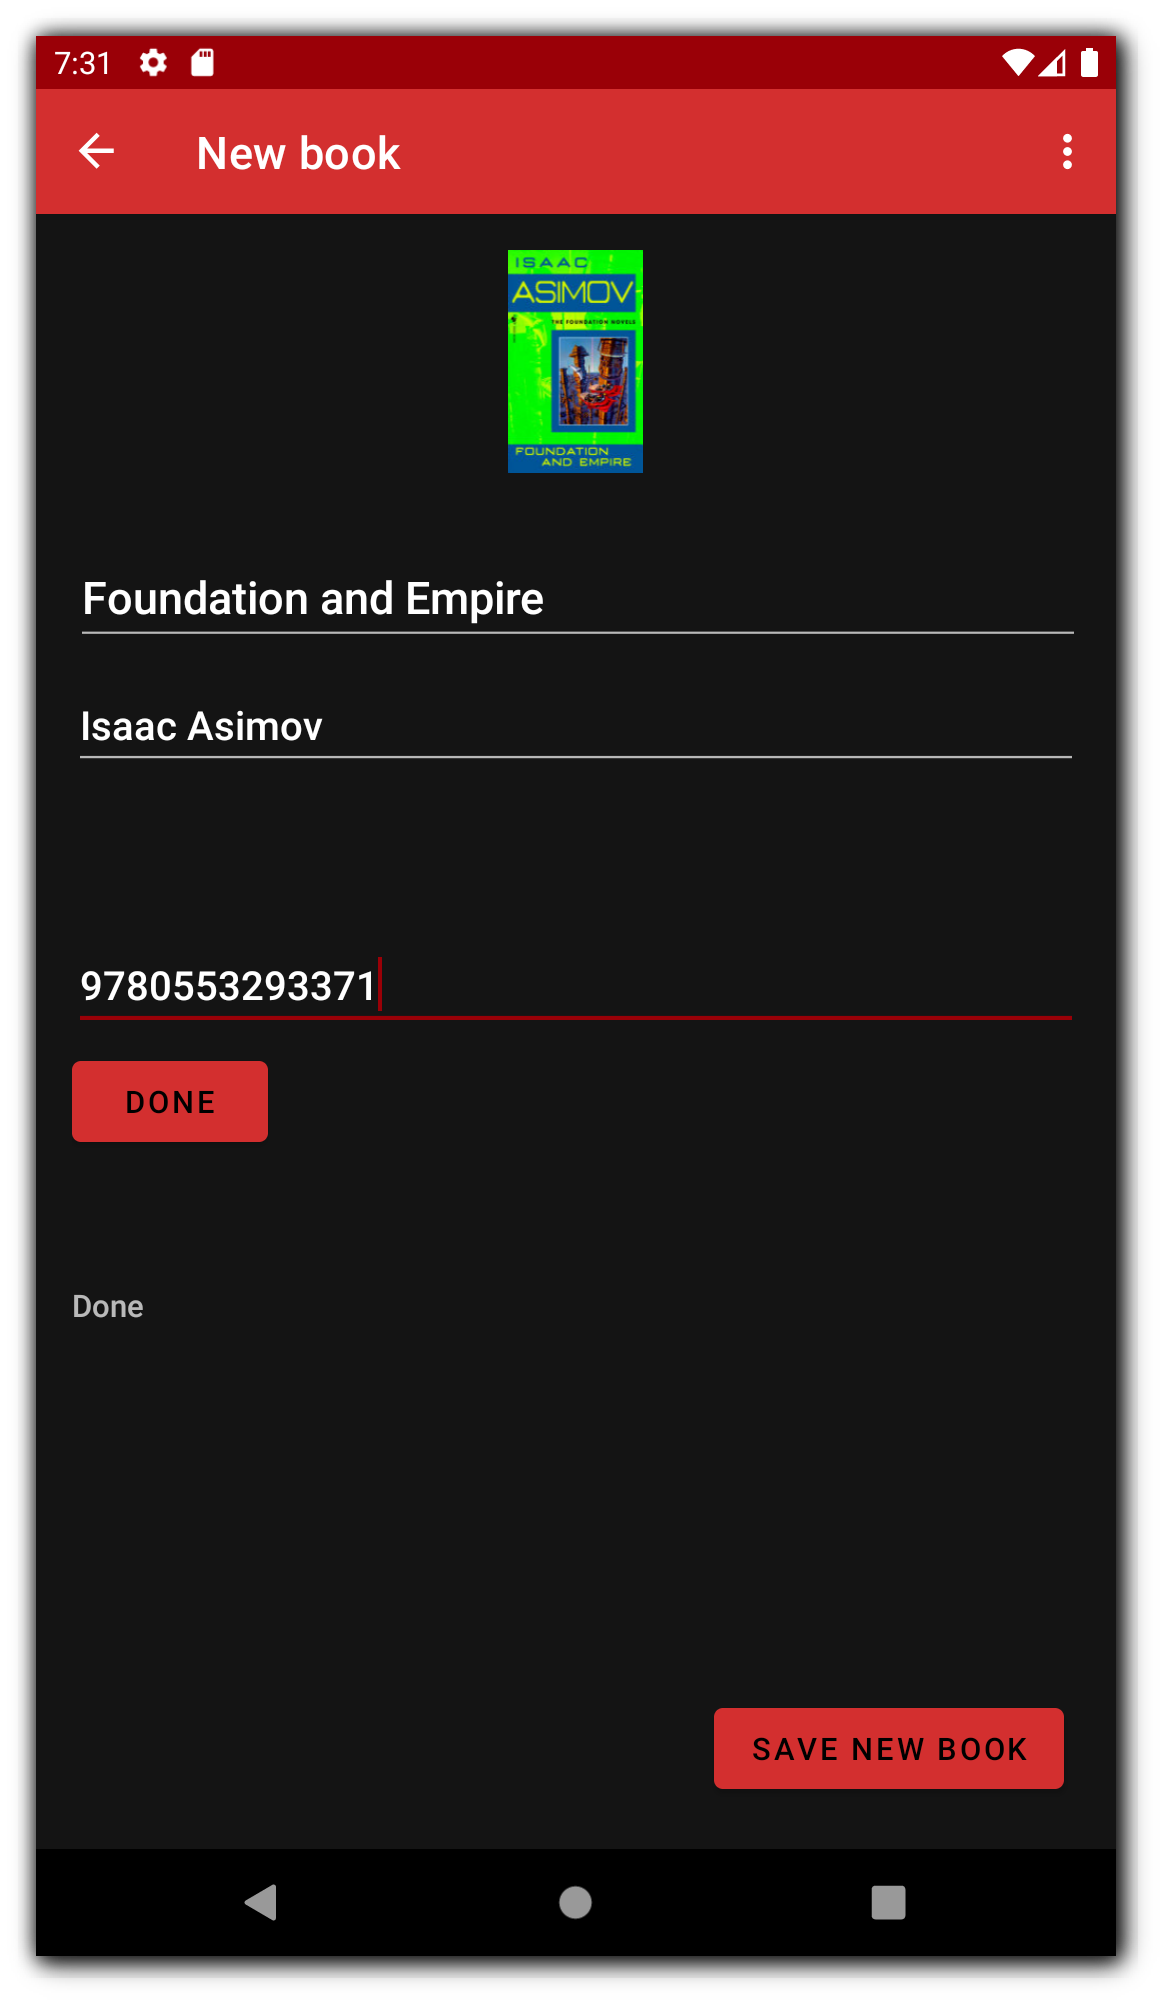 7:31
New book
ISAAC
ASIMOV
THE FOUNDATION NOVELS
FOUNDATION
AND EMPIRE
Foundation and Empire
Isaac Asimov
9780553293371
DONE
Done
SAVE NEW BOOK